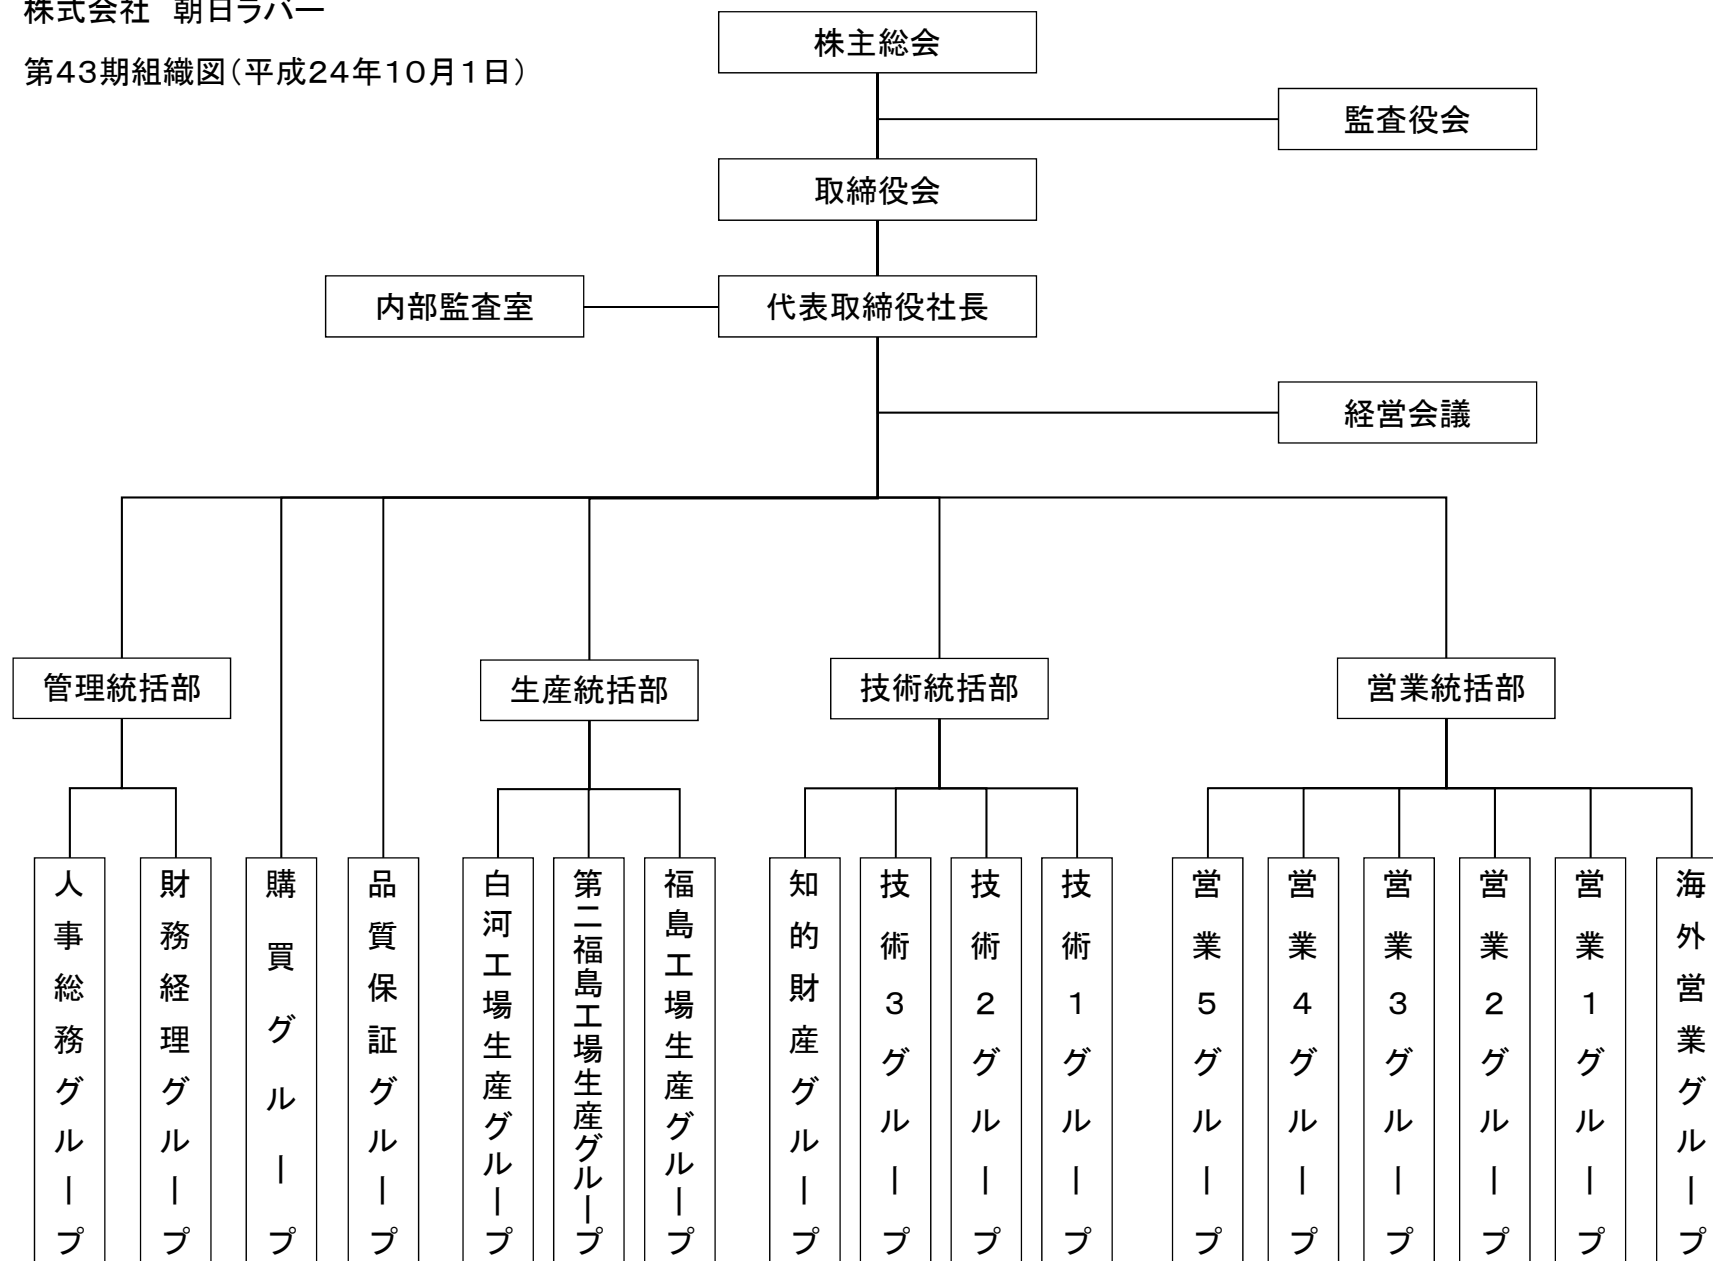 株式会社 朝日ラバー
第43期組織図(平成24年10月1日)
株主総会
監査役会
取締役会
内部監査室
代表取締役社長
経営会議
管理統括部
生産統括部
技術統括部
営業統括部
人事総務グループ
財務経理グループ
購買グループ
品質保証グループ
白河工場生産グループ
第二福島工場生産グループ
福島工場生産グループ
知的財産グループ
技術3グループ
技術2グループ
技術1グループ
営業5グループ
営業4グループ
営業3グループ
営業2グループ
営業1グループ
海外営業グループ